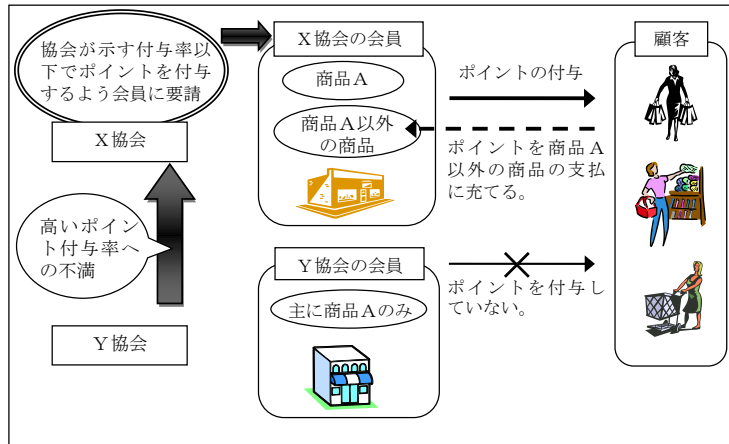 協会が示す付与率以
下でポイントを付与
するよう会員に要請
X協会
高いポイン
ト付与率へ
の不満
Y協会
X協会の会員
商品A
商品A以外
の商品
Y協会の会員
主に商品Aのみ
ポイントの付与
ポイントを商品A
以外の商品の支払
に充てる。
ポイントを付与し
ていない。
顧客